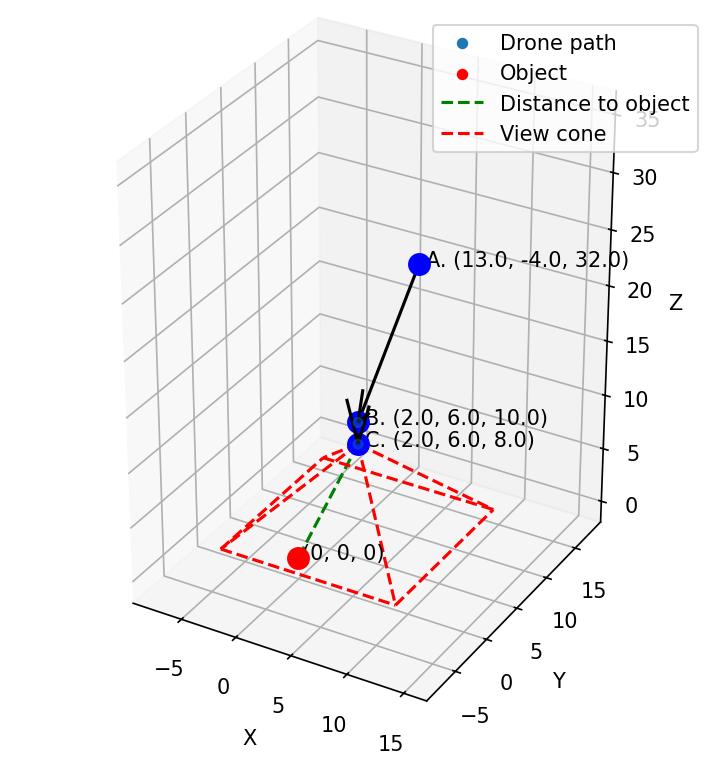 Drone path
Object
Distance to object
View cone
35
30
25
20
15
10
5
0
Z
A. (13.0, -4.0, 32.0)
B. (2.0, 6.0, 10.0)
C. (2.0, 6.0, 8.0)
(0, 0, 0)
−5
0
5
10
15
X
−5
0
5
10
15
Y